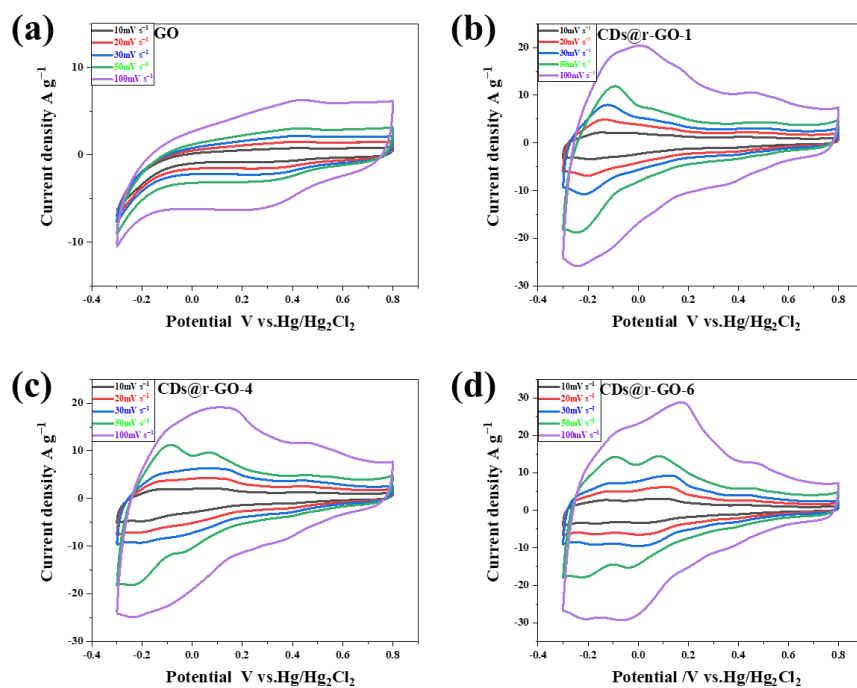 (a)
GO
10mV s⁻¹
20mV s⁻¹
30mV s⁻¹
50mV s⁻¹
100mV s⁻¹
Current density A g⁻¹
10
0
-10
-0.4 -0.2 0.0 0.2 0.4 0.6 0.8
Potential V vs.Hg/Hg₂Cl₂
(b)
CDs@r-GO-1
10mV s⁻¹
20mV s⁻¹
30mV s⁻¹
50mV s⁻¹
100mV s⁻¹
Current density A g⁻¹
20
10
0
-10
-20
-30
-0.4 -0.2 0.0 0.2 0.4 0.6 0.8
Potential V vs.Hg/Hg₂Cl₂
(c)
CDs@r-GO-4
10mV s⁻¹
20mV s⁻¹
30mV s⁻¹
50mV s⁻¹
100mV s⁻¹
Current density A g⁻¹
20
10
0
-10
-20
-30
-0.4 -0.2 0.0 0.2 0.4 0.6 0.8
Potential V vs.Hg/Hg₂Cl₂
(d)
CDs@r-GO-6
10mV s⁻¹
20mV s⁻¹
30mV s⁻¹
50mV s⁻¹
100mV s⁻¹
Current density A g⁻¹
30
20
10
0
-10
-20
-30
-0.4 -0.2 0.0 0.2 0.4 0.6 0.8
Potential /V vs.Hg/Hg₂Cl₂